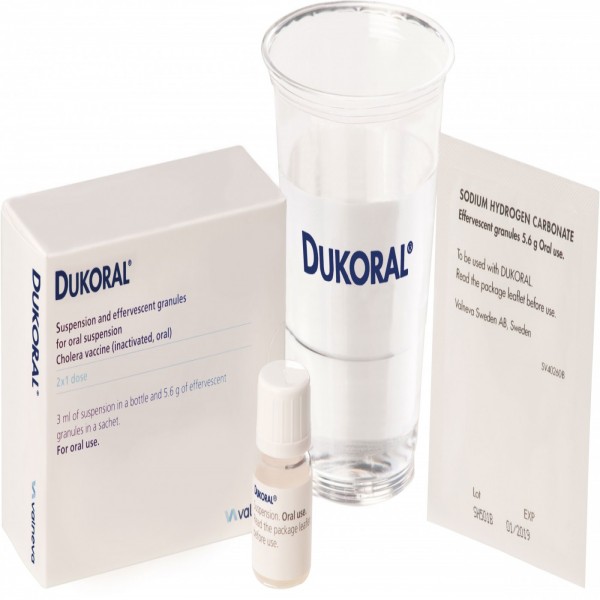 DUKORAL®
DUKORAL®
Suspension and effervescent granules
for oral suspension
Cholera vaccine (inactivated, oral)
2x1 dose
3 ml of suspension in a bottle and 5.6 g of effervescent
granules in a sachet.
For oral use.
valneva
val
DUKORAL®
Suspension. Oral use.
Read the package leaflet
before use.
DUKORAL®
SODIUM HYDROGEN CARBONATE
Effervescent granules 5.6 g Oral use.
To be used with DUKORAL.
Read the package leaflet before use.
Valneva Sweden AB, Sweden
SV40260B
Lot EXP
SH501B 01/2019